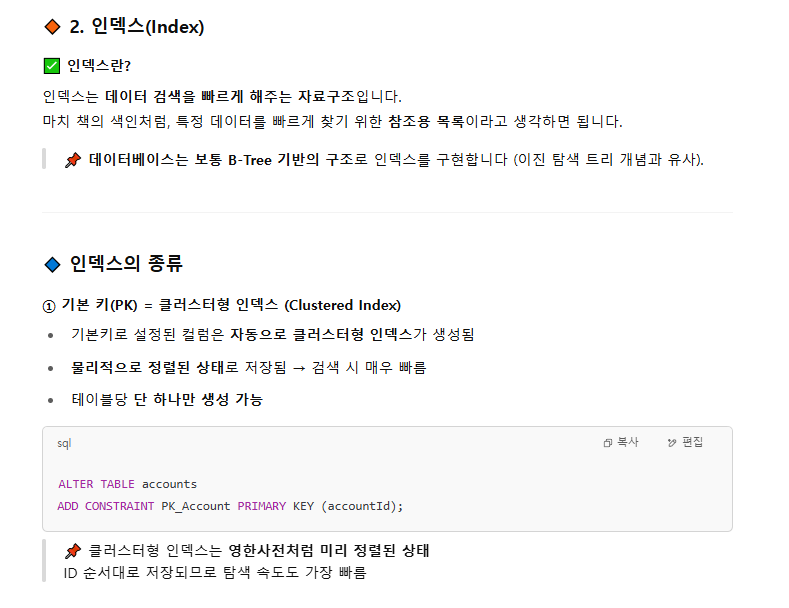 2. 인덱스(Index)
인덱스란?
인덱스는 데이터 검색을 빠르게 해주는 자료구조입니다.
마치 책의 색인처럼, 특정 데이터를 빠르게 찾기 위한 참조용 목록이라고 생각하면 됩니다.
데이터베이스는 보통 B-Tree 기반의 구조로 인덱스를 구현합니다 (이진 탐색 트리 개념과 유사).
인덱스의 종류
① 기본 키(PK) = 클러스터형 인덱스 (Clustered Index)
• 기본키로 설정된 컬럼은 자동으로 클러스터형 인덱스가 생성됨
• 물리적으로 정렬된 상태로 저장됨 → 검색 시 매우 빠름
• 테이블당 단 하나만 생성 가능
sql 복사 편집
ALTER TABLE accounts
ADD CONSTRAINT PK_Account PRIMARY KEY (accountId);
클러스터형 인덱스는 영한사전처럼 미리 정렬된 상태
ID 순서대로 저장되므로 탐색 속도도 가장 빠름